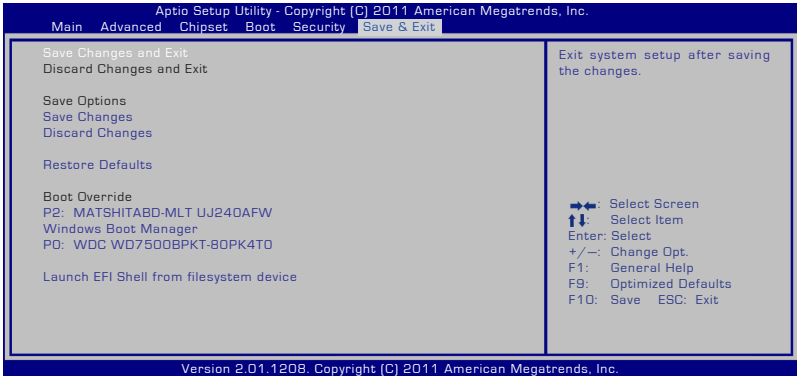 Aptio Setup Utility - Copyright (C) 2011 American Megatrends, Inc.
Main Advanced Chipset Boot Security Save & Exit
Save Changes and Exit
Discard Changes and Exit
Save Options
Save Changes
Discard Changes
Restore Defaults
Boot Override
P2: MATSHITABD-MLT UJ240AFW
Windows Boot Manager
P0: WDC WD7500BPKT-80PK4T0
Launch EFI Shell from filesystem device
Exit system setup after saving
the changes.
→←: Select Screen
↑↓: Select Item
Enter: Select
+/—: Change Opt.
F1: General Help
F9: Optimized Defaults
F10: Save ESC: Exit
Version 2.01.1208. Copyright (C) 2011 American Megatrends, Inc.